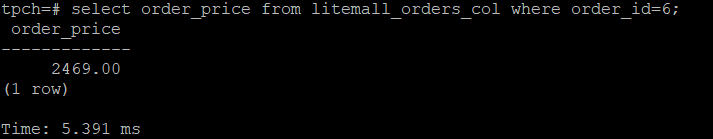 tpch=# select order_price from litemall_orders_col where order_id=6;
 order_price
-------------
     2469.00
(1 row)

Time: 5.391 ms